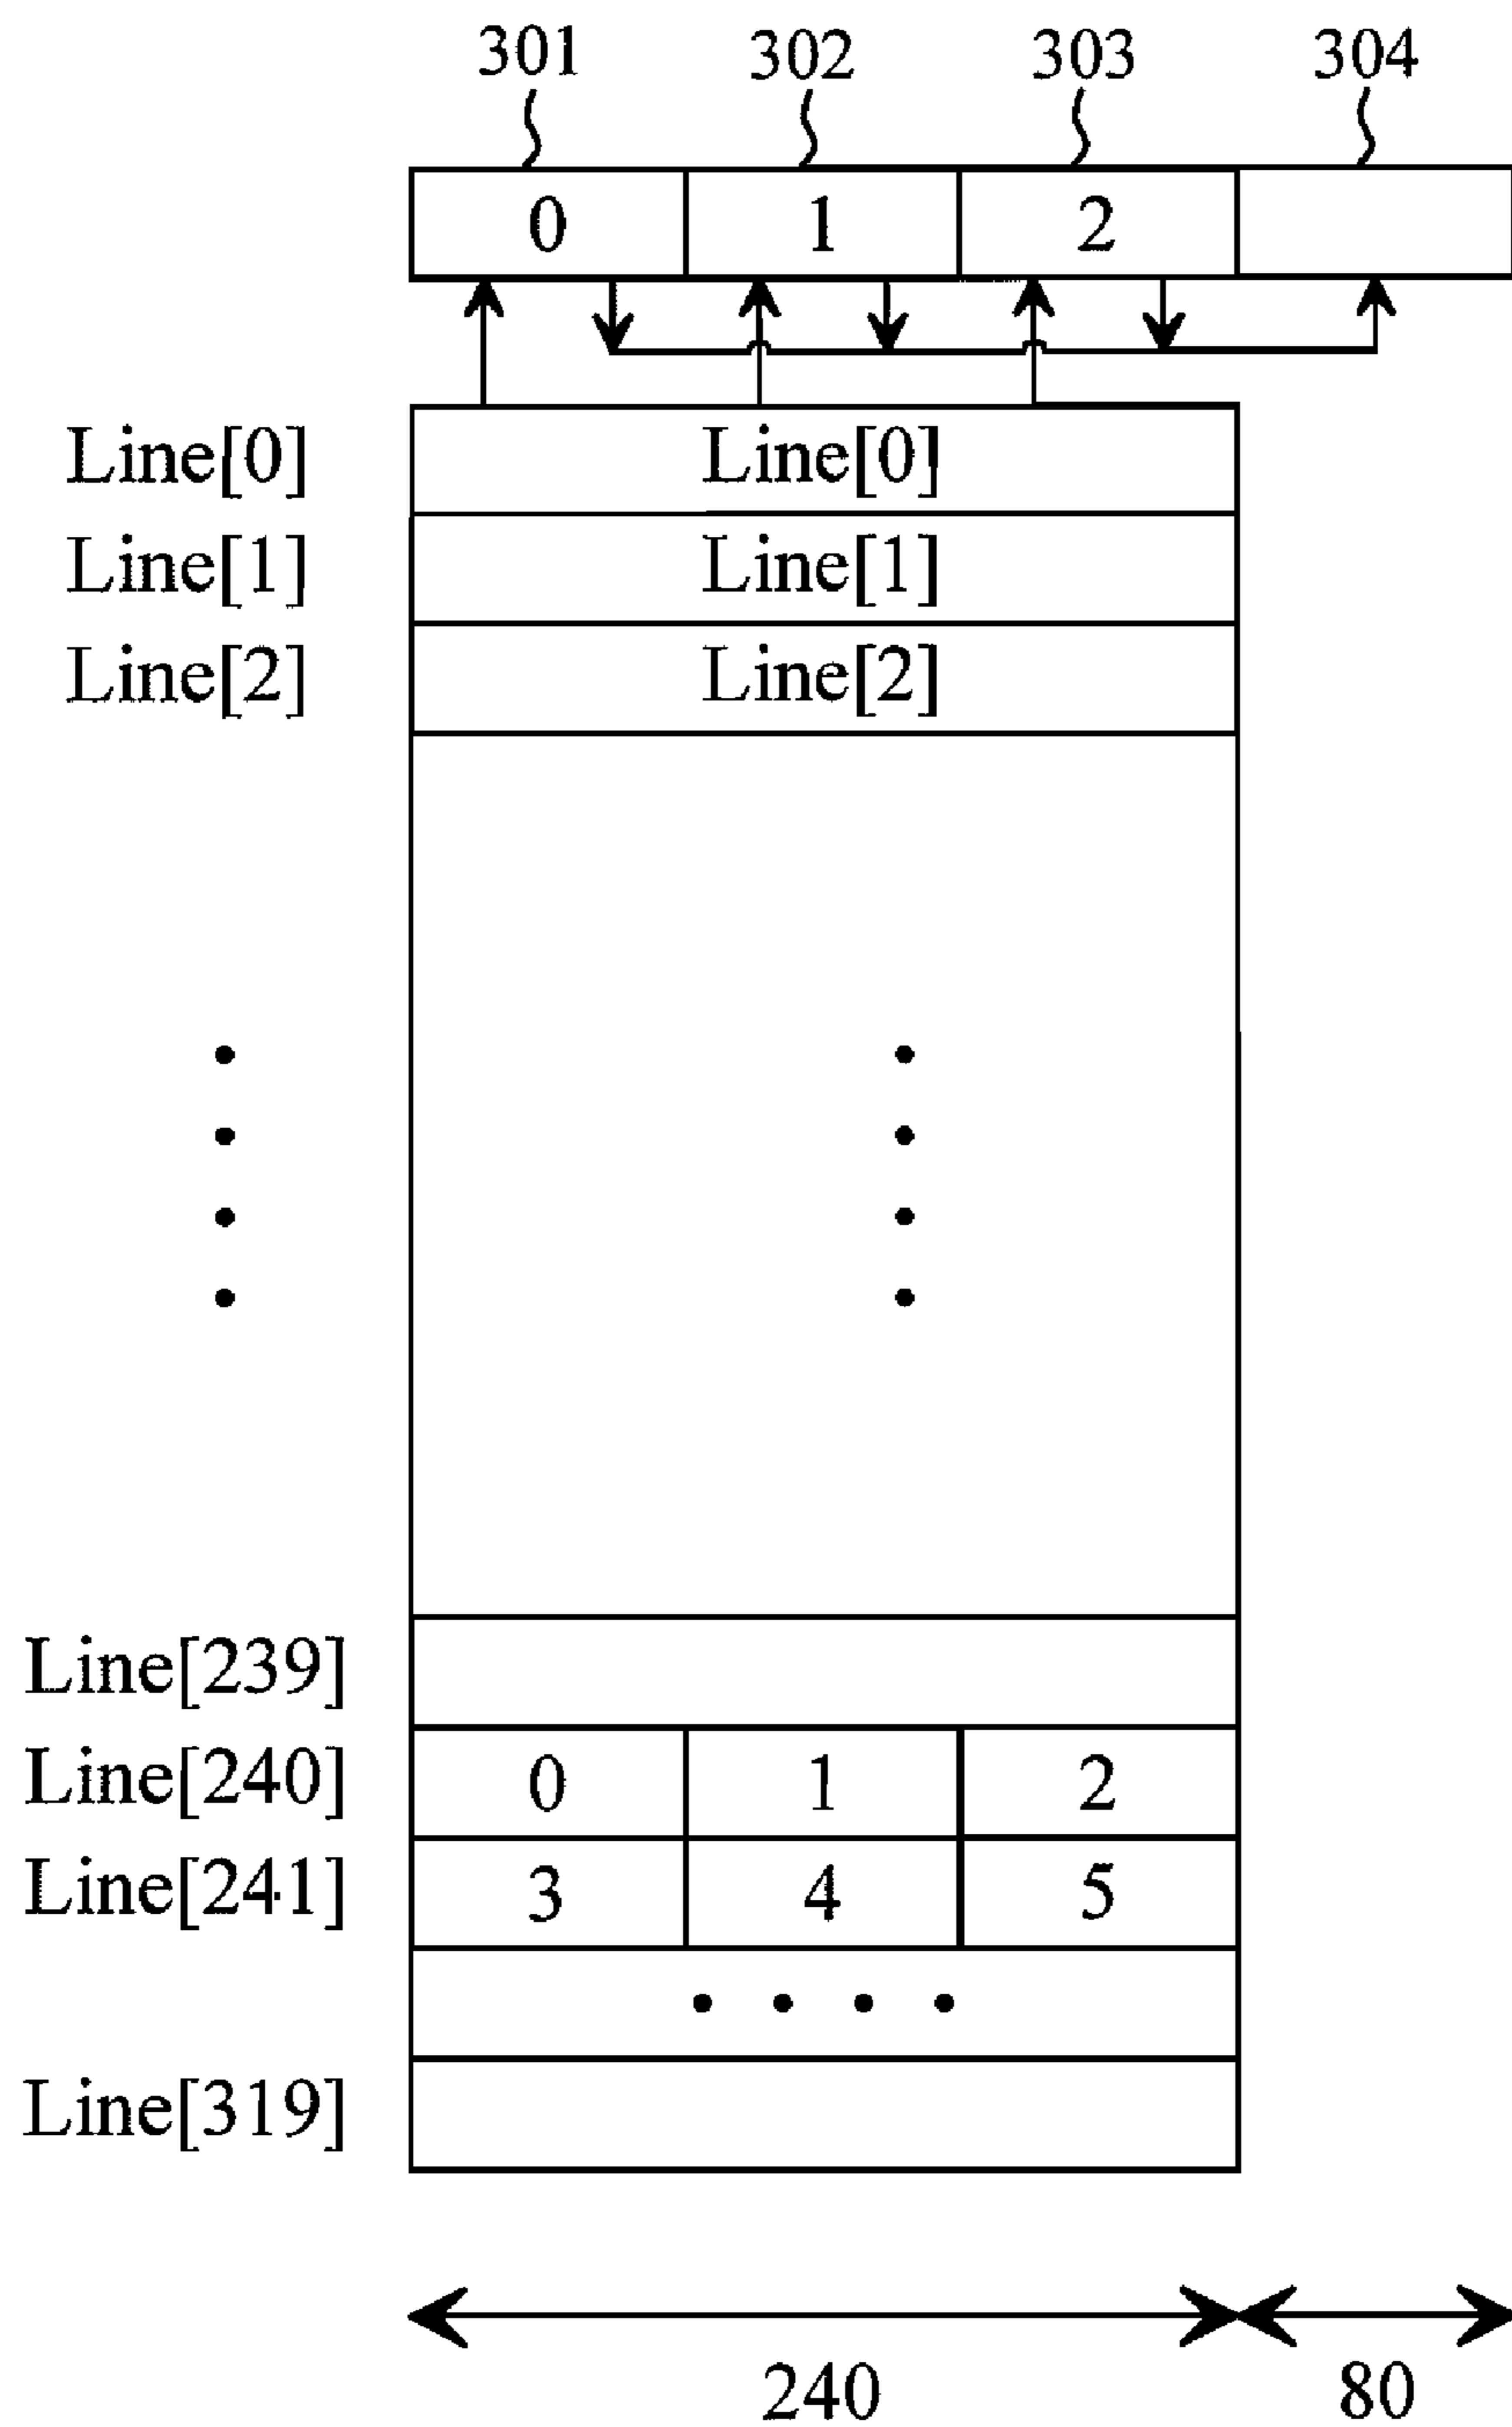 301 302 303 304
0 1 2
Line[0] Line[0]
Line[1] Line[1]
Line[2] Line[2]
Line[239]
Line[240] 0 1 2
Line[241] 3 4 5
Line[319]
240 80